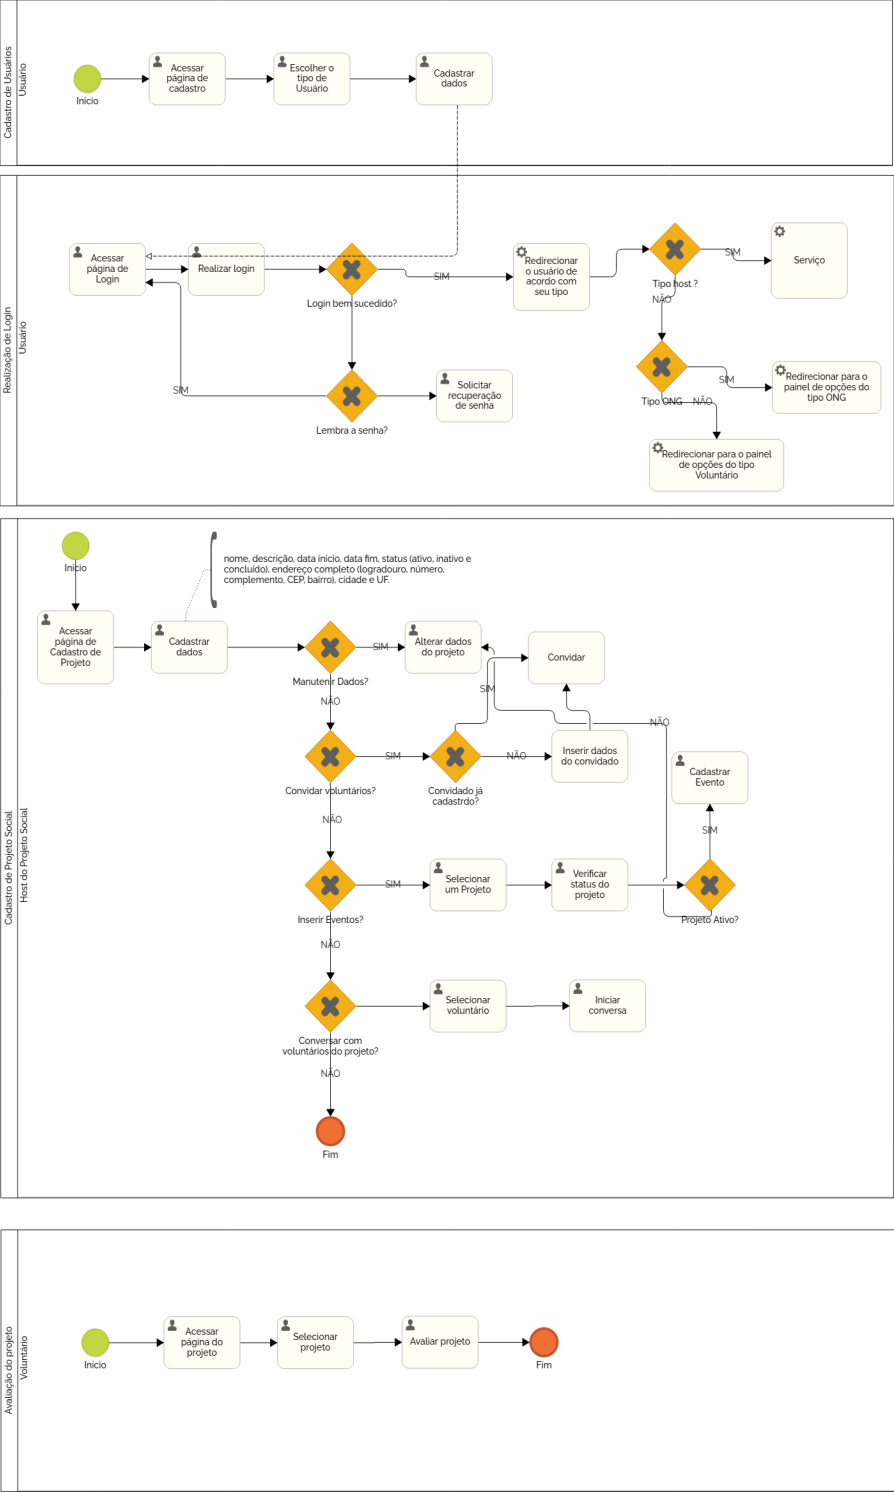 Cadastro de Usuários
Usuário
Início
Acessar
página de
cadastro
Escolher o
tipo de
Usuário
Cadastrar
dados
Realização de Login
Usuário
Acessar
página de
Login
Realizar login
Login bem sucedido?
SIM
Redirecionar
o usuário de
acordo com
seu tipo
Tipo host ?
SIM
Serviço
NÃO
Tipo ONG
SIM
Redirecionar para o
painel de opções do
tipo ONG
NÃO
Redirecionar para o painel
de opções do tipo
Voluntário
Lembra a senha?
SIM
Solicitar
recuperação
de senha
Cadastro de Projeto Social
Host do Projeto Social
Início
nome, descrição, data início, data fim, status (ativo, inativo e
concluído), endereço completo (logradouro, número,
complemento, CEP, bairro), cidade e UF.
Acessar
página de
Cadastro de
Projeto
Cadastrar
dados
Manutenir Dados?
SIM
Alterar dados
do projeto
Convidar
NÃO
SIM
NÃO
Convidar voluntários?
SIM
Convidado já
cadastrdo?
NÃO
Inserir dados
do convidado
Cadastrar
Evento
NÃO
SIM
Inserir Eventos?
SIM
Selecionar
um Projeto
Verificar
status do
projeto
Projeto Ativo?
NÃO
Conversar com
voluntários do projeto?
Selecionar
voluntário
Iniciar
conversa
NÃO
Fim
Avaliação do projeto
Voluntário
Início
Acessar
página do
projeto
Selecionar
projeto
Avaliar projeto
Fim